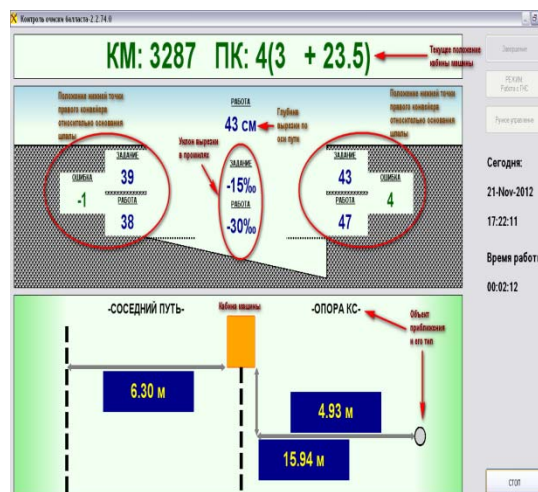 Контроль очистки балласта-2.2.74.0
КМ: 3287 ПК: 4(3 + 23.5)
Текущее положение
кабины машины
Завершение
РЕЖИМ
Работа с ГНС
Ручное управление
Положение нижней точки
правого конвейера
относительно основания
шпалы
РАБОТА
43 см
Глубина
вырезки по
оси пути
Положение нижней точки
правого конвейера
относительно основания
шпалы
Уклон вырезки
в промилях
ЗАДАНИЕ
39
ОШИБКА
-1
РАБОТА
38
ЗАДАНИЕ
-15‰
РАБОТА
-30‰
ЗАДАНИЕ
43
ОШИБКА
4
РАБОТА
47
Сегодня:
21-Nov-2012
17:22:11
Время работ
00:02:12
-СОСЕДНИЙ ПУТЬ-
Кабина машины
-ОПОРА КС-
Объект
приближения
и его тип
6.30 м
4.93 м
15.94 м
СТОП